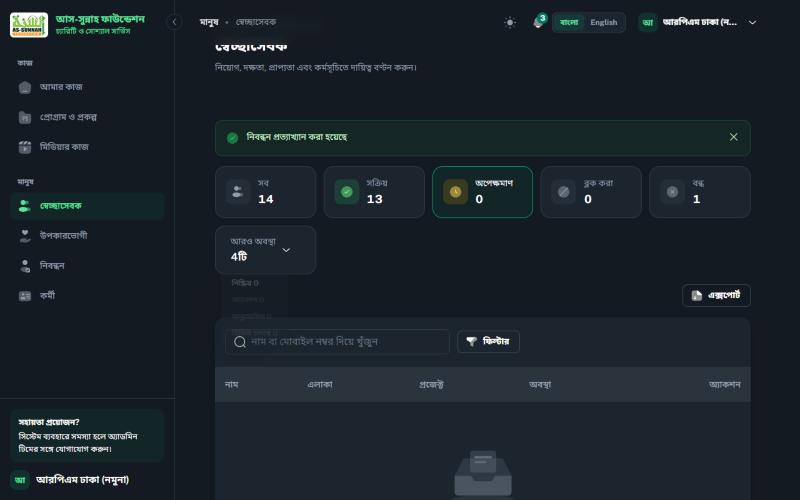 আস-সুন্নাহ ফাউন্ডেশন
চ্যারিটি ও সোশ্যাল সার্ভিস
AS-SUNNAH
কাজ
আমার কাজ
প্রোগ্রাম ও প্রকল্প
মিডিয়ার কাজ
মানুষ
স্বেচ্ছাসেবক
উপকারভোগী
নিবন্ধন
কর্মী
সহায়তা প্রয়োজন?
সিস্টেম ব্যবহারে সমস্যা হলে অ্যাডমিন
টিমের সঙ্গে যোগাযোগ করুন।
আা আরপিএম ঢাকা (নমুনা)
মানুষ • স্বেচ্ছাসেবক
3
বাংলা English
আা আরপিএম ঢাকা (ন...
স্বেচ্ছাসেবক
নিয়োগ, দক্ষতা, প্রাপ্যতা এবং কর্মসূচিতে দায়িত্ব বণ্টন করুন।
নিবন্ধন প্রত্যাখ্যান করা হয়েছে
সব
14
সক্রিয়
13
অপেক্ষমাণ
0
ব্লক করা
0
বন্ধ
1
আরও অবস্থা
4টি
নিষ্ক্রিয় 0
এক্সপোর্ট
নাম বা মোবাইল নম্বর দিয়ে খুঁজুন
ফিল্টার
নাম এলাকা প্রজেক্ট অবস্থা অ্যাকশন